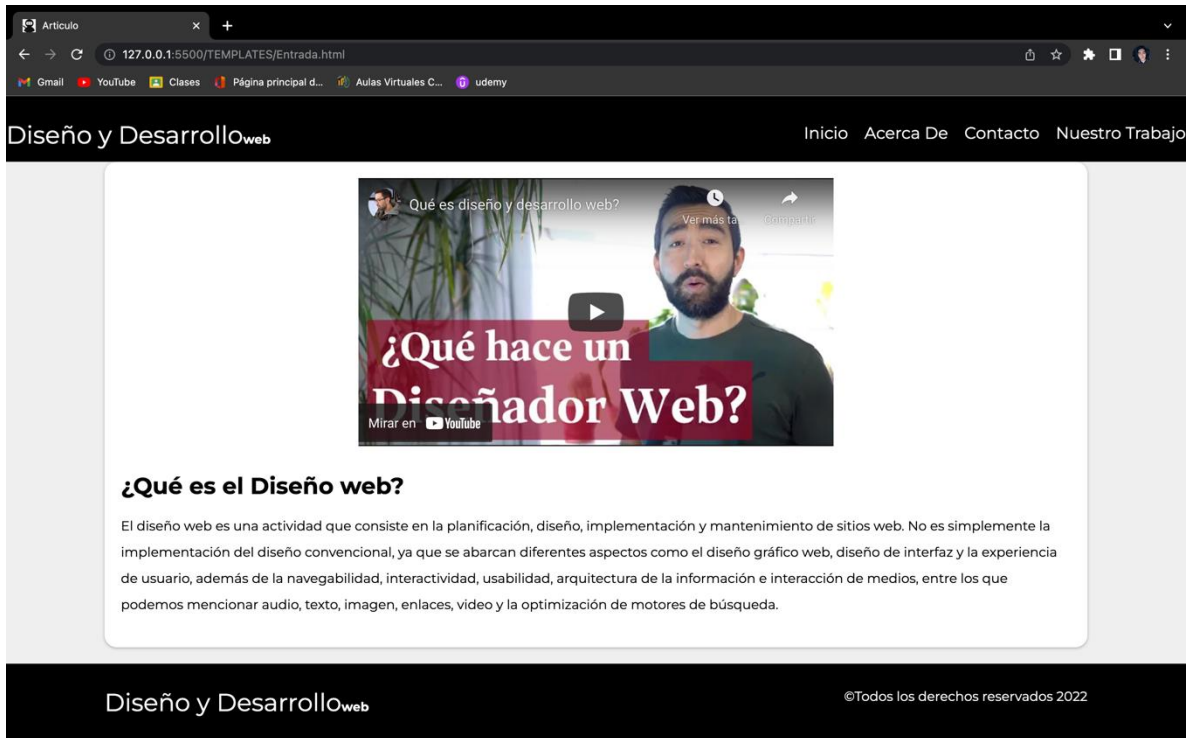 Articulo
127.0.0.1:5500/TEMPLATES/Entrada.html
Gmail YouTube Clases Página principal d... Aulas Virtuales C... udemy
Diseño y Desarrolloweb
Inicio Acerca De Contacto Nuestro Trabajo
Qué es diseño y desarrollo web?
Ver más ta... Compartir
¿Qué hace un
Diseñador Web?
Mirar en YouTube
¿Qué es el Diseño web?
El diseño web es una actividad que consiste en la planificación, diseño, implementación y mantenimiento de sitios web. No es simplemente la
implementación del diseño convencional, ya que se abarcan diferentes aspectos como el diseño gráfico web, diseño de interfaz y la experiencia
de usuario, además de la navegabilidad, interactividad, usabilidad, arquitectura de la información e interacción de medios, entre los que
podemos mencionar audio, texto, imagen, enlaces, video y la optimización de motores de búsqueda.
Diseño y Desarrolloweb
©Todos los derechos reservados 2022